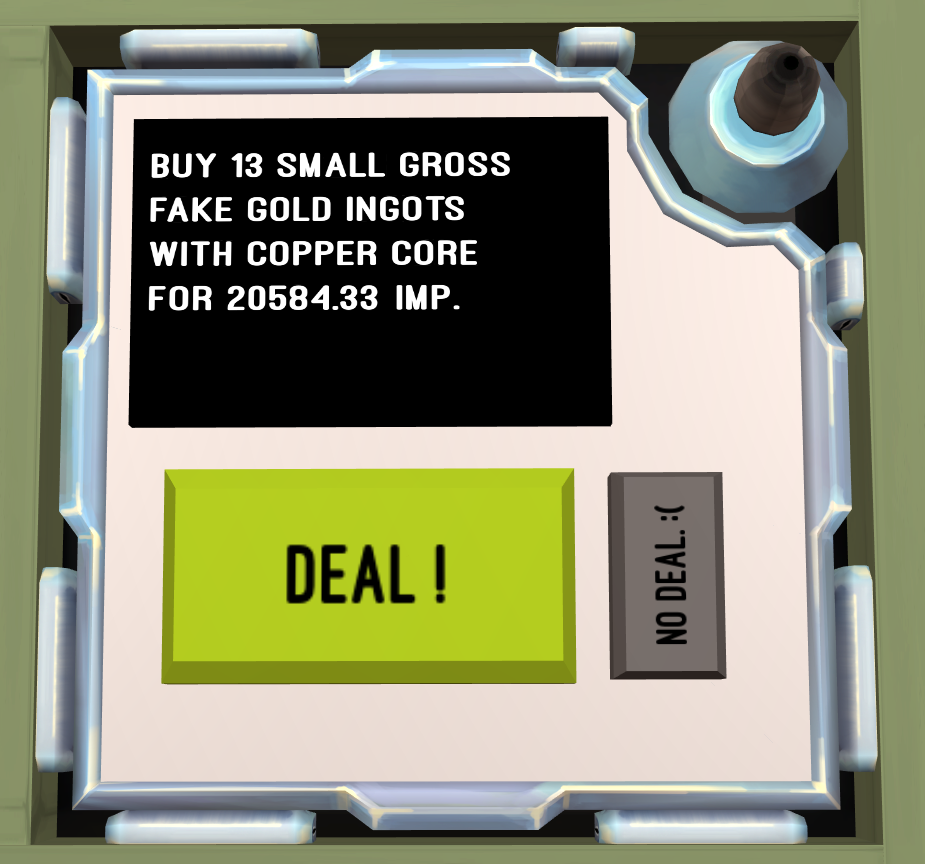 BUY 13 SMALL GROSS
FAKE GOLD INGOTS
WITH COPPER CORE
FOR 20584.33 IMP.
DEAL !
NO DEAL. :(